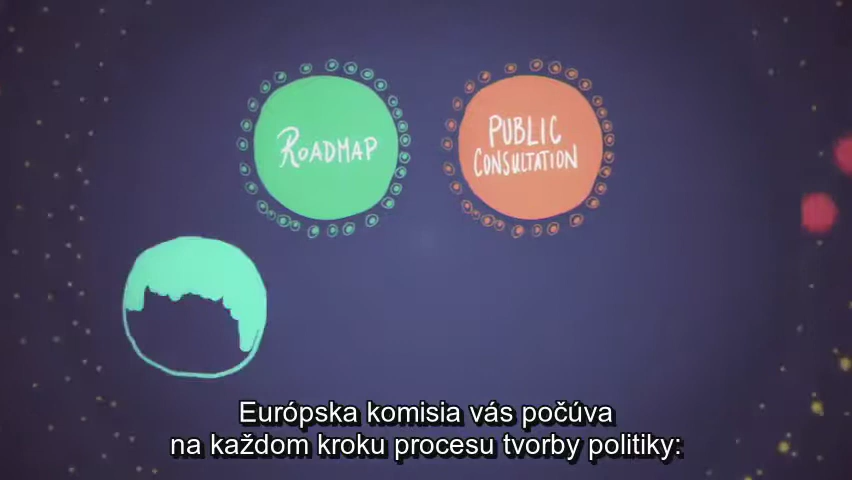 ROADMAP
PUBLIC
CONSULTATION
Európska komisia vás počúva
na každom kroku procesu tvorby politiky: